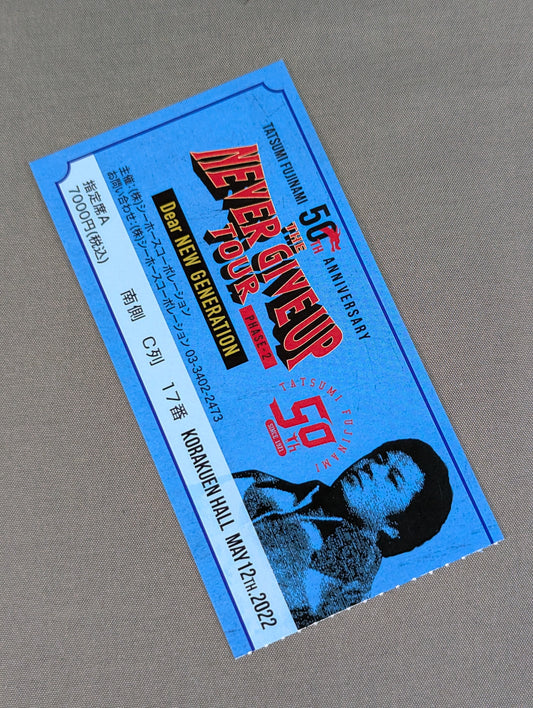 TATSUMI FUJINAMI 50TH ANNIVERSARY
THE
NEVER GIVEUP
TOUR PHASE-2
Dear NEW GENERATION
TATSUMI FUJINAMI
50th
SINCE 1971
主催:(株)シーホースコーポレーション
お問い合わせ:(株)シーホースコーポレーション 03-3402-2473
指定席A
7000円(税込)
南側 C列 17番 KORAKUEN HALL MAY 12TH.2022